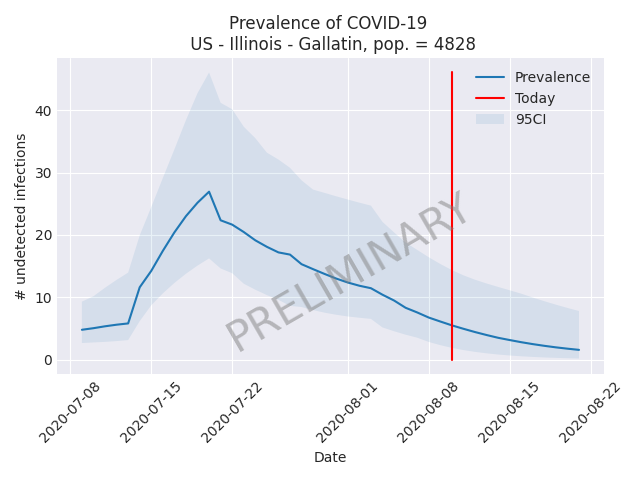 Prevalence of COVID-19
US - Illinois - Gallatin, pop. = 4828
Prevalence
Today
95CI
# undetected infections
40
30
20
10
0
PRELIMINARY
2020-07-08
2020-07-15
2020-07-22
2020-08-01
2020-08-08
2020-08-15
2020-08-22
Date